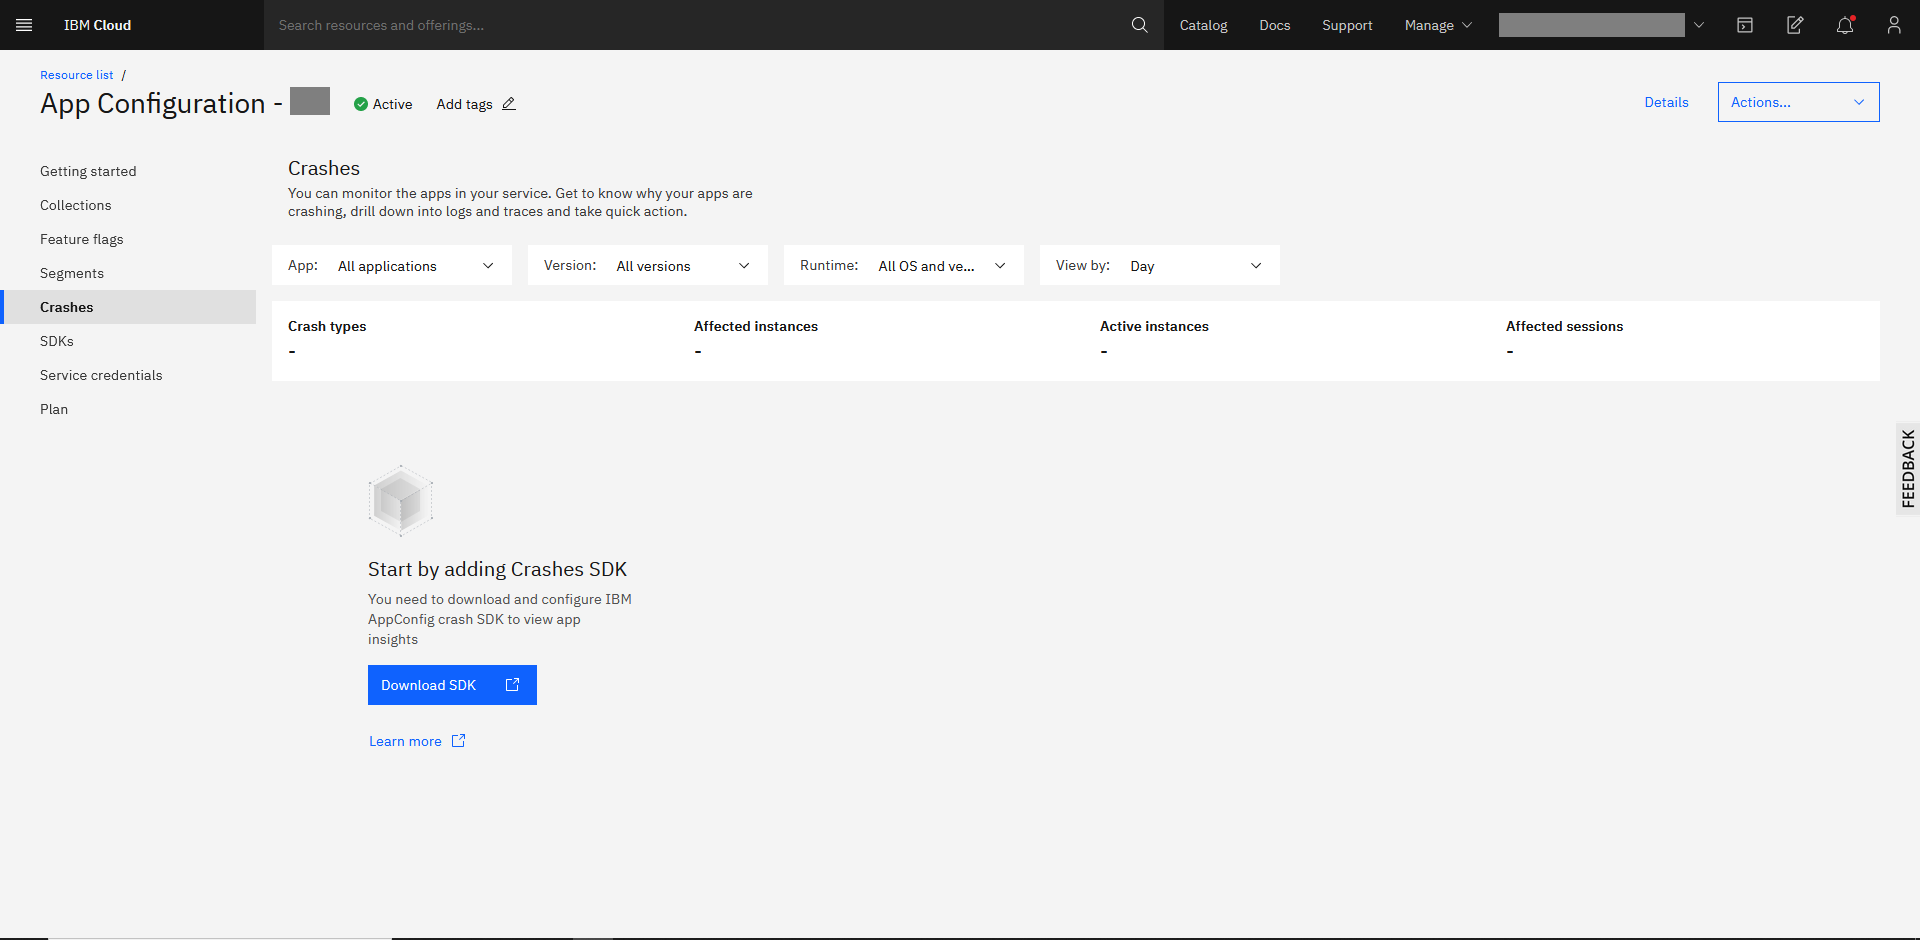 IBM Cloud
Search resources and offerings...
Catalog
Docs
Support
Manage
Resource list /
App Configuration -
Active
Add tags
Details
Actions...
Getting started
Collections
Feature flags
Segments
Crashes
SDKs
Service credentials
Plan
Crashes
You can monitor the apps in your service. Get to know why your apps are
crashing, drill down into logs and traces and take quick action.
App: All applications
Version: All versions
Runtime: All OS and ve...
View by: Day
Crash types
-
Affected instances
-
Active instances
-
Affected sessions
-
Start by adding Crashes SDK
You need to download and configure IBM
AppConfig crash SDK to view app
insights
Download SDK
Learn more
FEEDBACK